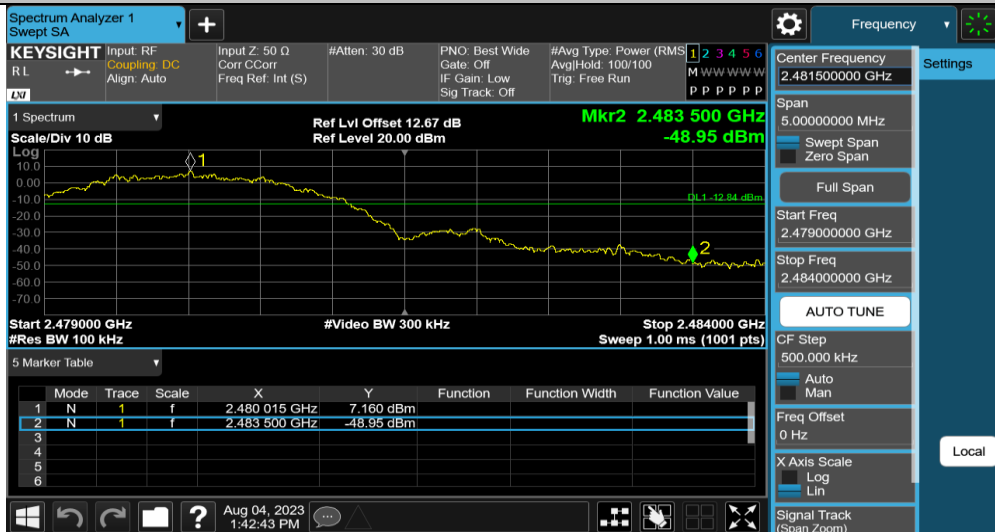 Spectrum Analyzer 1
Swept SA
+
Frequency
KEYSIGHT
R L
LXI
Input: RF
Coupling: DC
Align: Auto
Input Z: 50 Ω
Corr CCorr
Freq Ref: Int (S)
#Atten: 30 dB
PNO: Best Wide
Gate: Off
IF Gain: Low
Sig Track: Off
#Avg Type: Power (RMS
Avg|Hold: 100/100
Trig: Free Run
1 2 3 4 5 6
M W W W W W
P P P P P P
1 Spectrum
Scale/Div 10 dB
Ref Lvl Offset 12.67 dB
Ref Level 20.00 dBm
Mkr2 2.483 500 GHz
-48.95 dBm
Log
10.0
0.00
-10.0
-20.0
-30.0
-40.0
-50.0
-60.0
-70.0
1
DL1 -12.84 dBm
2
Start 2.479000 GHz
#Video BW 300 kHz
Stop 2.484000 GHz
#Res BW 100 kHz
Sweep 1.00 ms (1001 pts)
5 Marker Table
Mode Trace Scale X Y Function Function Width Function Value
1 N 1 f 2.480 015 GHz 7.160 dBm
2 N 1 f 2.483 500 GHz -48.95 dBm
3
4
5
6
Center Frequency
2.481500000 GHz
Settings
Span
5.00000000 MHz
Swept Span
Zero Span
Full Span
Start Freq
2.479000000 GHz
Stop Freq
2.484000000 GHz
AUTO TUNE
CF Step
500.000 kHz
Auto
Man
Freq Offset
0 Hz
X Axis Scale
Log
Lin
Local
Signal Track
(Span Zoom)
?
Aug 04, 2023
1:42:43 PM